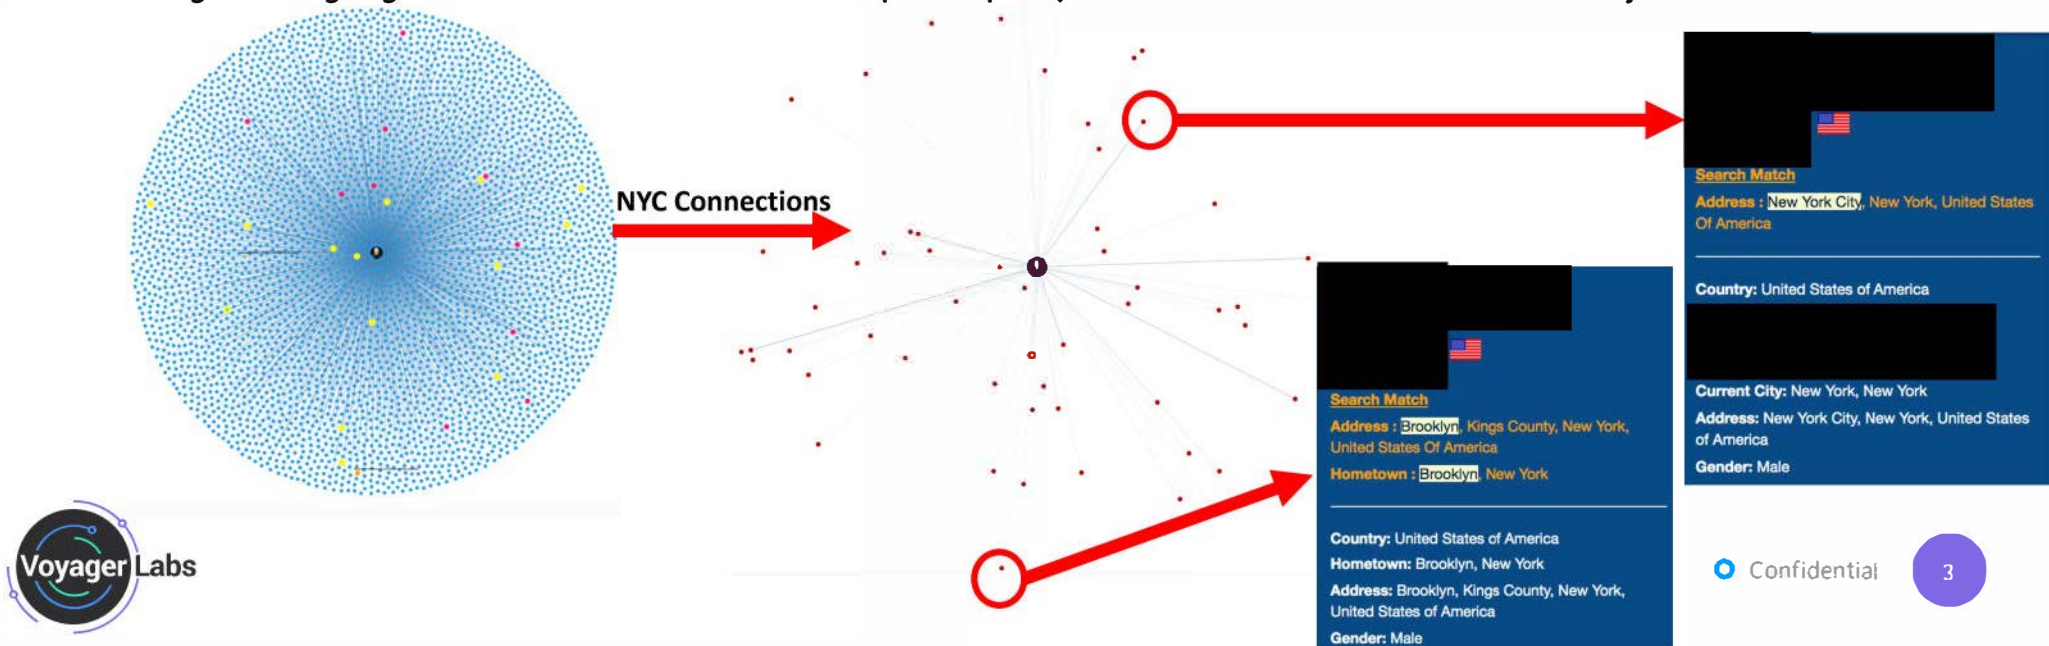 NYC Connections
Search Match
Address : New York City, New York, United States
Of America
Country: United States of America
Current City: New York, New York
Address: New York City, New York, United States
of America
Gender: Male
Search Match
Address : Brooklyn, Kings County, New York,
United States Of America
Hometown : Brooklyn, New York
Country: United States of America
Hometown: Brooklyn, New York
Address: Brooklyn, Kings County, New York,
United States of America
Gender: Male
Voyager Labs
Confidential
3